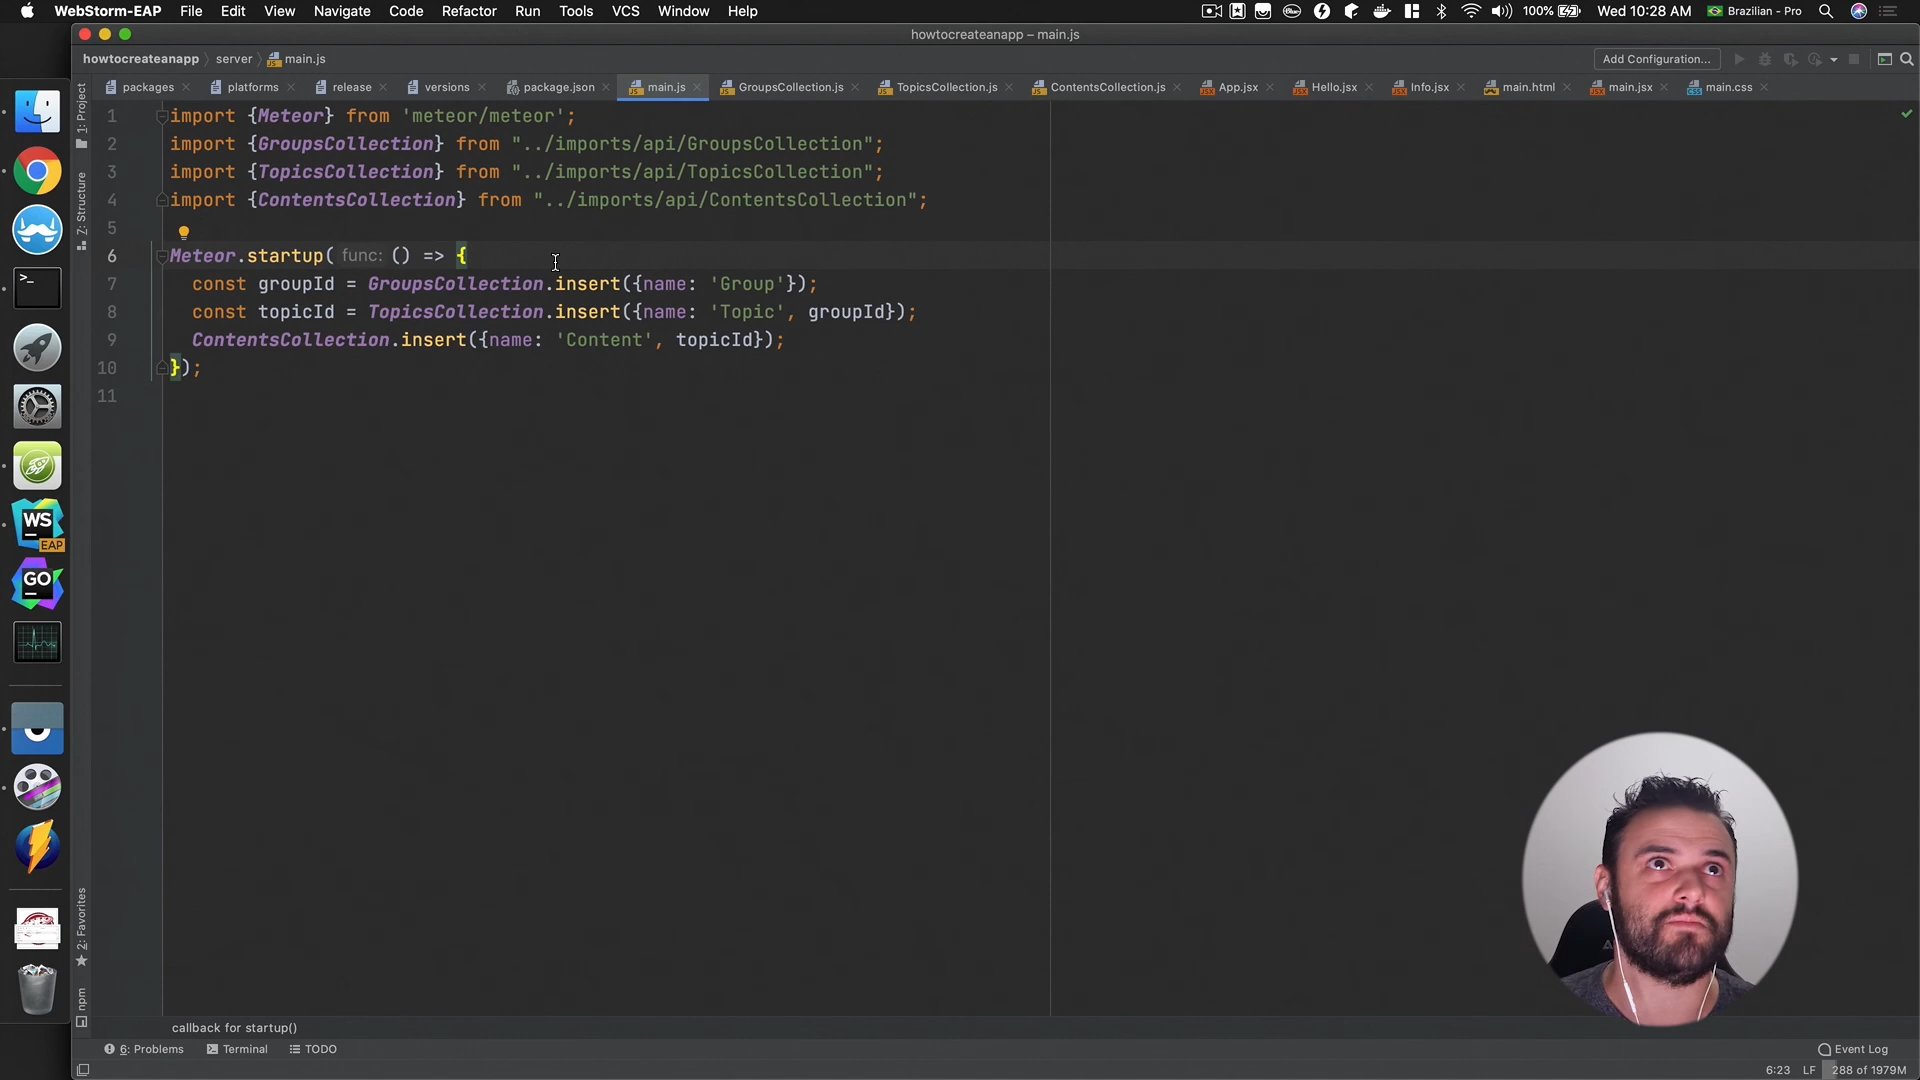 WebStorm-EAP File Edit View Navigate Code Refactor Run Tools VCS Window Help 100% Wed 10:28 AM Brazilian - Pro
howtocreateanapp – main.js
howtocreateanapp server main.js Add Configuration...
packages platforms release versions package.json main.js GroupsCollection.js TopicsCollection.js ContentsCollection.js App.jsx Hello.jsx Info.jsx main.html main.jsx main.css
1: Project
Z: Structure
1 import {Meteor} from 'meteor/meteor';
2 import {GroupsCollection} from "../imports/api/GroupsCollection";
3 import {TopicsCollection} from "../imports/api/TopicsCollection";
4 import {ContentsCollection} from "../imports/api/ContentsCollection";
5
6 Meteor.startup( func: () => {
7 const groupId = GroupsCollection.insert({name: 'Group'});
8 const topicId = TopicsCollection.insert({name: 'Topic', groupId});
9 ContentsCollection.insert({name: 'Content', topicId});
10 });
11
WS
EAP
GO
2: Favorites
npm
callback for startup()
6: Problems Terminal TODO Event Log
6:23 LF 288 of 1979M